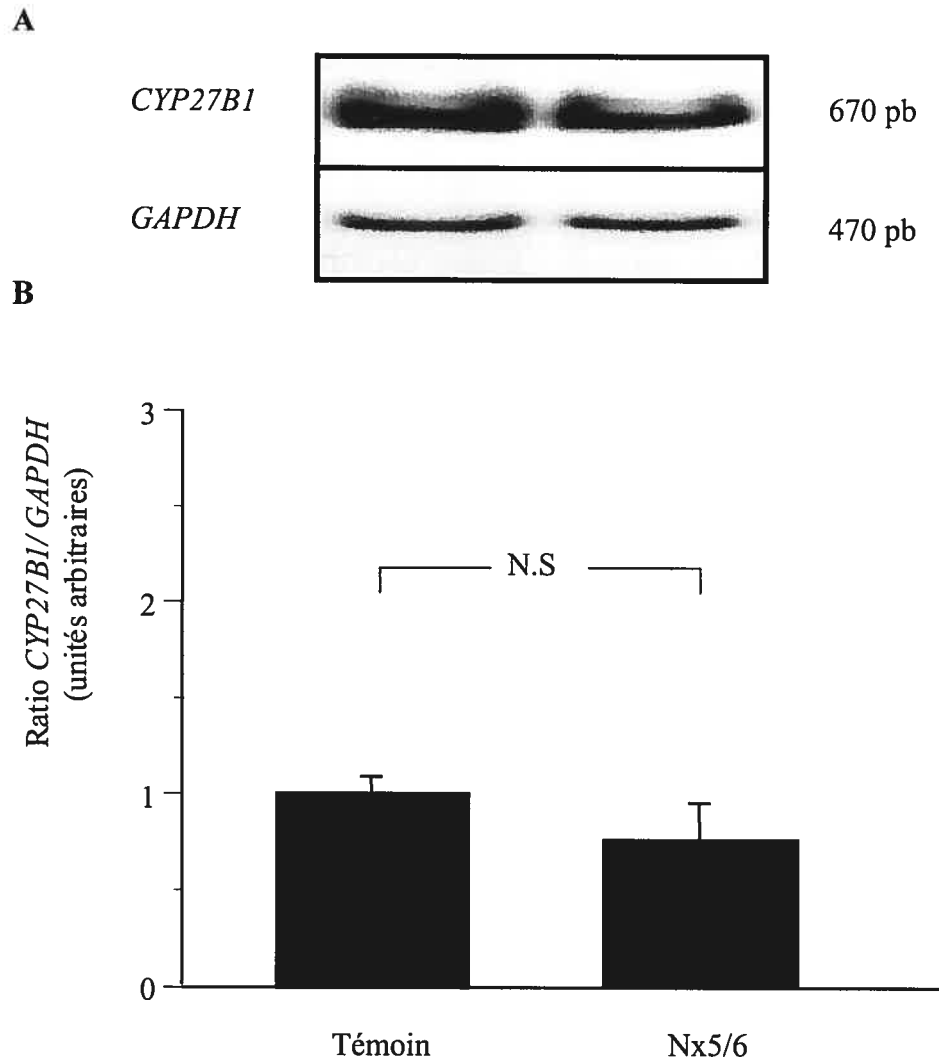 A
CYP27B1
670 pb
GAPDH
470 pb
B
Ratio CYP27B1/ GAPDH
(unités arbitraires)
3
N.S
2
1
0
Témoin
Nx5/6